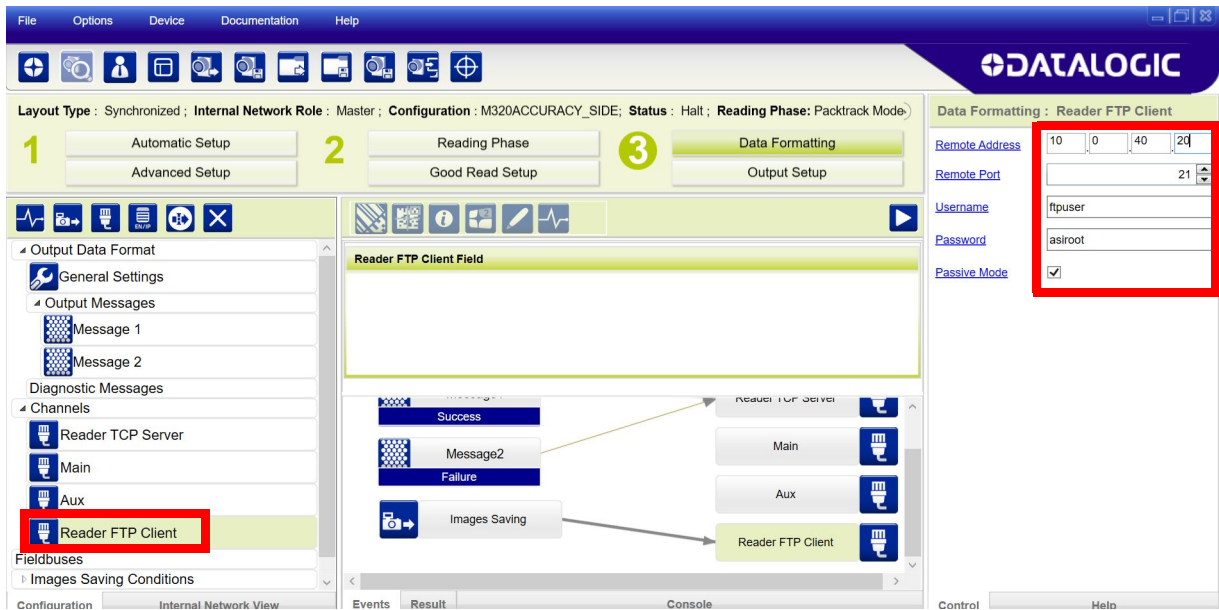 File Options Device Documentation Help
DATALOGIC
Layout Type : Synchronized ; Internal Network Role : Master ; Configuration : M320ACCURACY_SIDE; Status : Halt ; Reading Phase: Packtrack Mode
1 Automatic Setup 2 Reading Phase 3 Data Formatting
Advanced Setup Good Read Setup Output Setup
Data Formatting : Reader FTP Client
Remote Address 10 . 0 . 40 . 20
Remote Port 21
Username ftpuser
Password asiroot
Passive Mode
EN/IP
Output Data Format
General Settings
Output Messages
Message 1
Message 2
Diagnostic Messages
Channels
Reader TCP Server
Main
Aux
Reader FTP Client
Fieldbuses
Images Saving Conditions
Configuration Internal Network View
Reader FTP Client Field
Success
Reader TCP Server
Message2
Failure
Main
Aux
Images Saving
Reader FTP Client
Events Result Console
Control Help